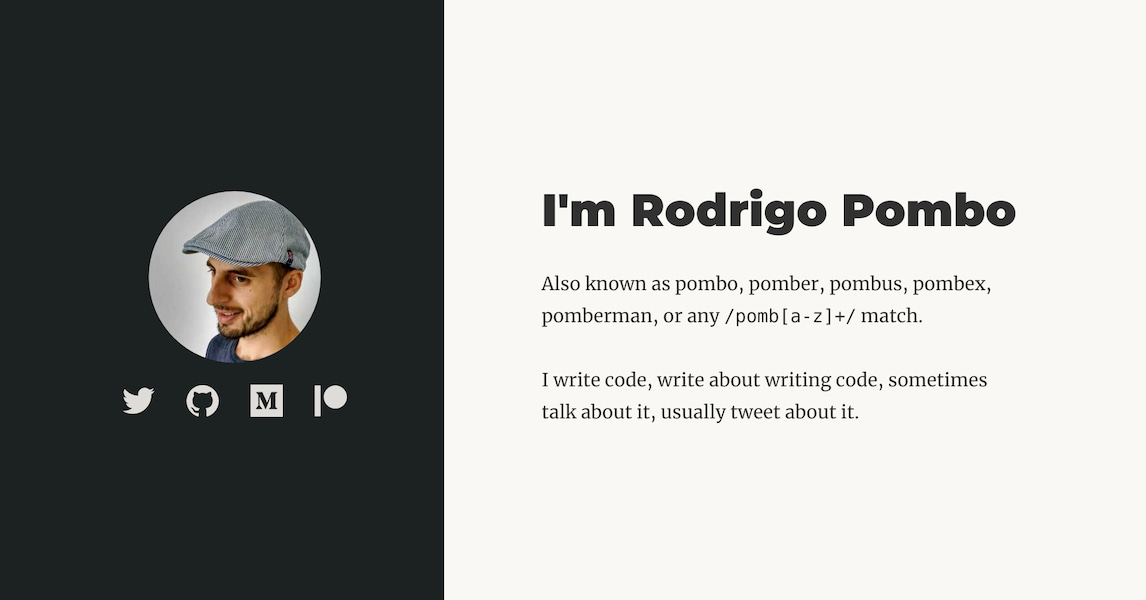 I'm Rodrigo Pombo
Also known as pombo, pomber, pombus, pombex,
pomberman, or any /pomb[a-z]+/ match.
I write code, write about writing code, sometimes
talk about it, usually tweet about it.
M